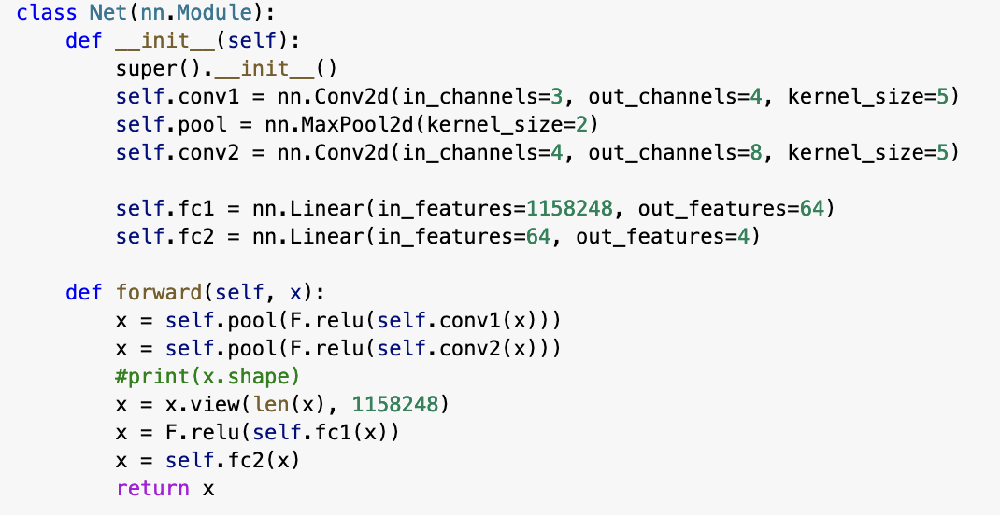 class Net(nn.Module):
    def __init__(self):
        super().__init__()
        self.conv1 = nn.Conv2d(in_channels=3, out_channels=4, kernel_size=5)
        self.pool = nn.MaxPool2d(kernel_size=2)
        self.conv2 = nn.Conv2d(in_channels=4, out_channels=8, kernel_size=5)

        self.fc1 = nn.Linear(in_features=1158248, out_features=64)
        self.fc2 = nn.Linear(in_features=64, out_features=4)

    def forward(self, x):
        x = self.pool(F.relu(self.conv1(x)))
        x = self.pool(F.relu(self.conv2(x)))
        #print(x.shape)
        x = x.view(len(x), 1158248)
        x = F.relu(self.fc1(x))
        x = self.fc2(x)
        return x